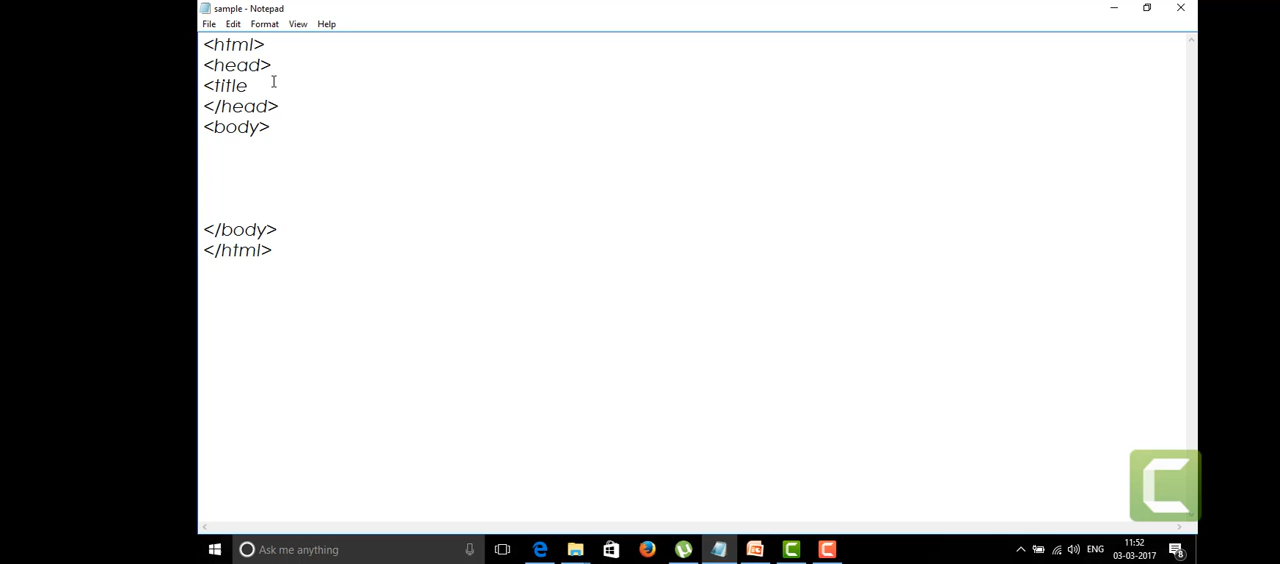 sample - Notepad
File Edit Format View Help
<html>
<head>
<title
</head>
<body>
</body>
</html>
Ask me anything
ENG
11:52
03-03-2017
8